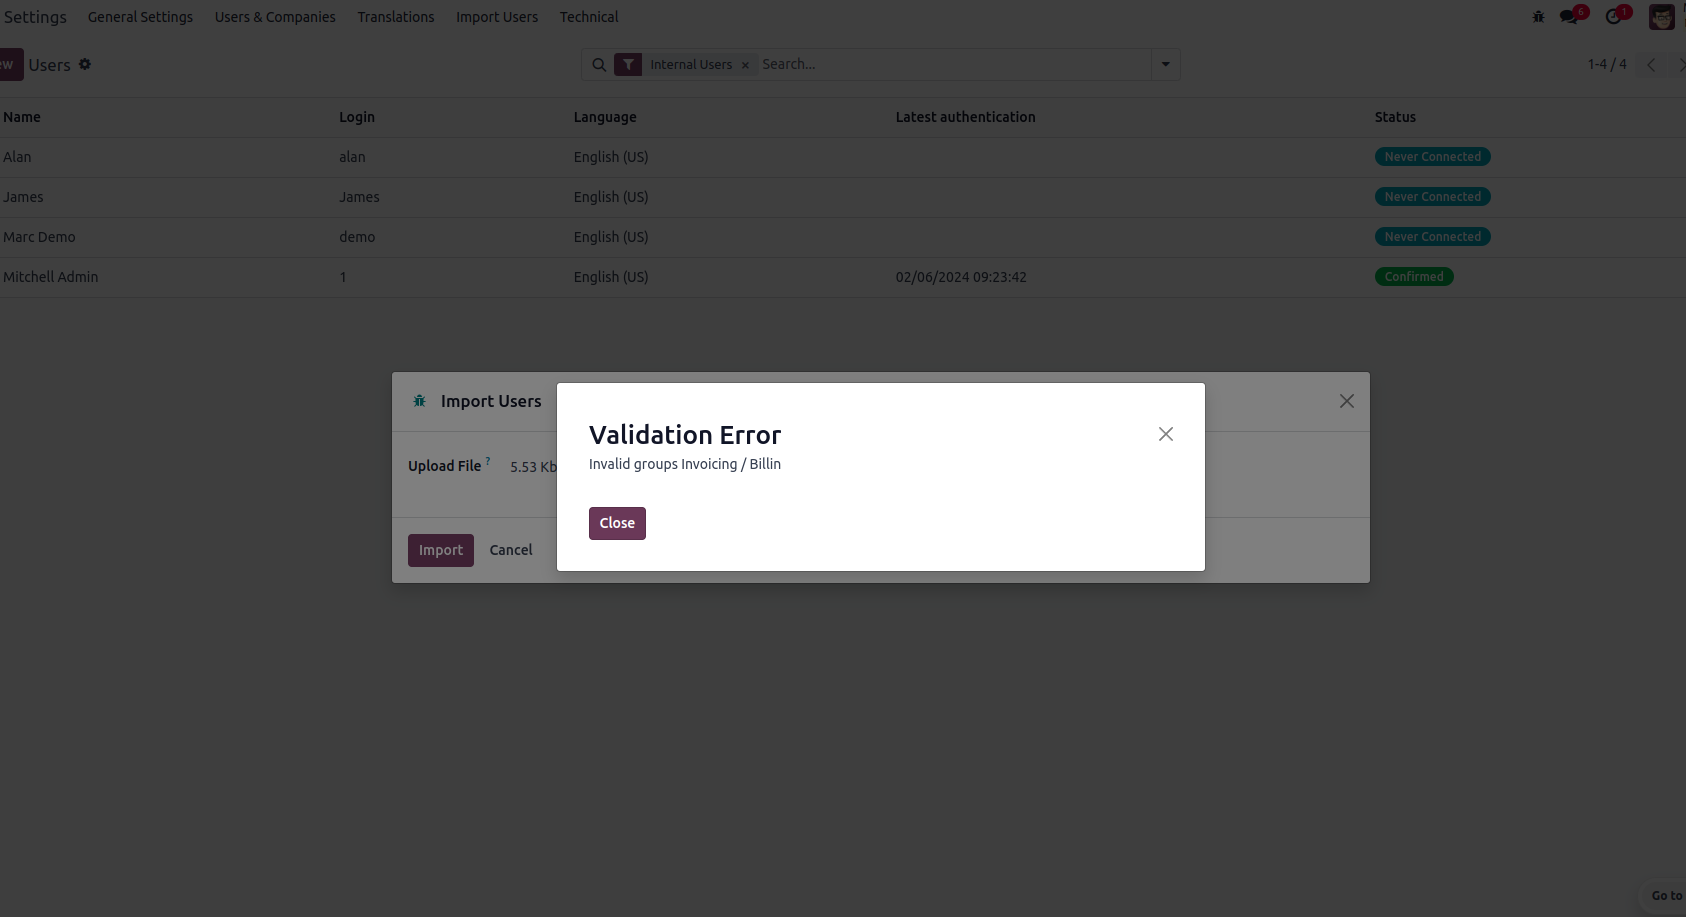 Settings General Settings Users & Companies Translations Import Users Technical 6 1
Users Internal Users × Search... 1-4 / 4
Name Login Language Latest authentication Status
Alan alan English (US) Never Connected
James James English (US) Never Connected
Marc Demo demo English (US) Never Connected
Mitchell Admin 1 English (US) 02/06/2024 09:23:42 Confirmed
Import Users
Validation Error
Invalid groups Invoicing / Billin
Upload File ? 5.53 Kb
Close
Import Cancel
Go to